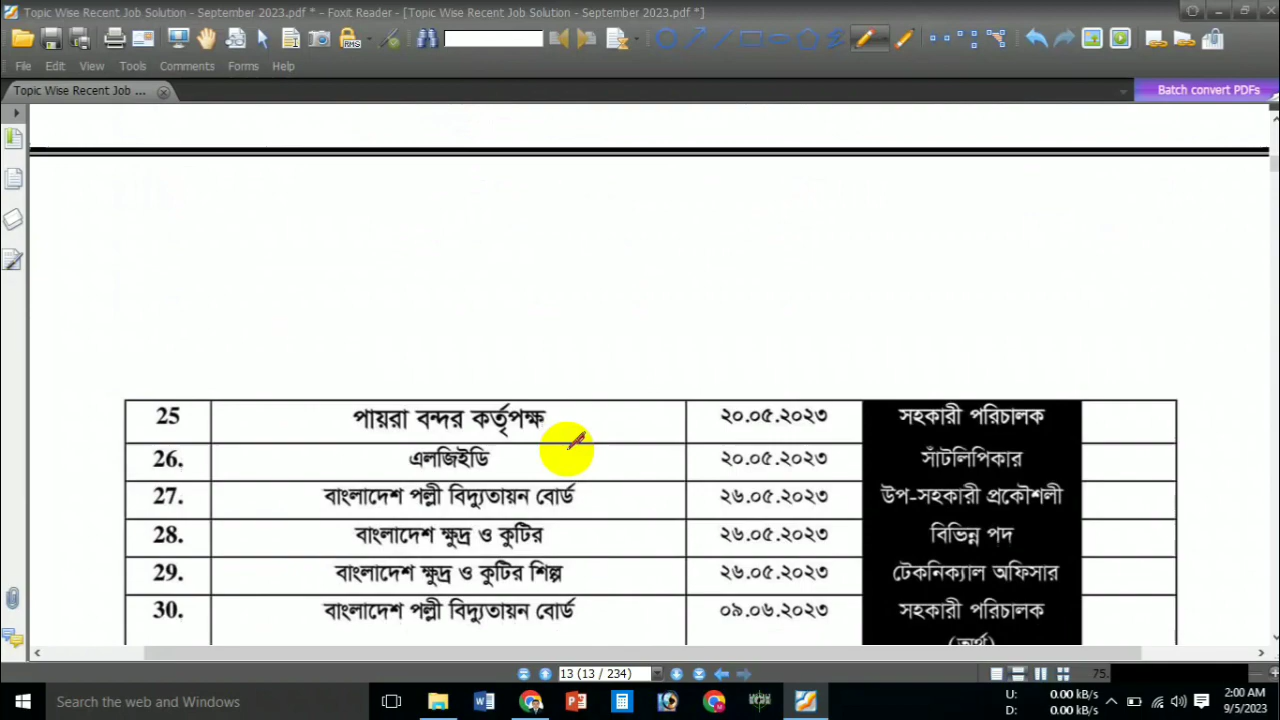 Topic Wise Recent Job Solution - September 2023.pdf * - Foxit Reader - [Topic Wise Recent Job Solution - September 2023.pdf *]
File Edit View Tools Comments Forms Help
Topic Wise Recent Job ...
Batch convert PDFs
25 পায়রা বন্দর কর্তৃপক্ষ ২০.০৫.২০২৩ সহকারী পরিচালক
26. এলজিইডি ২০.০৫.২০২৩ সাঁটলিপিকার
27. বাংলাদেশ পল্লী বিদ্যুতায়ন বোর্ড ২৬.০৫.২০২৩ উপ-সহকারী প্রকৌশলী
28. বাংলাদেশ ক্ষুদ্র ও কুটির ২৬.০৫.২০২৩ বিভিন্ন পদ
29. বাংলাদেশ ক্ষুদ্র ও কুটির শিল্প ২৬.০৫.২০২৩ টেকনিক্যাল অফিসার
30. বাংলাদেশ পল্লী বিদ্যুতায়ন বোর্ড ০৯.০৬.২০২৩ সহকারী পরিচালক
(অর্থ)
13 (13 / 234) 75.
Search the web and Windows
U: 0.00 kB/s 2:00 AM
D: 0.00 kB/s 9/5/2023